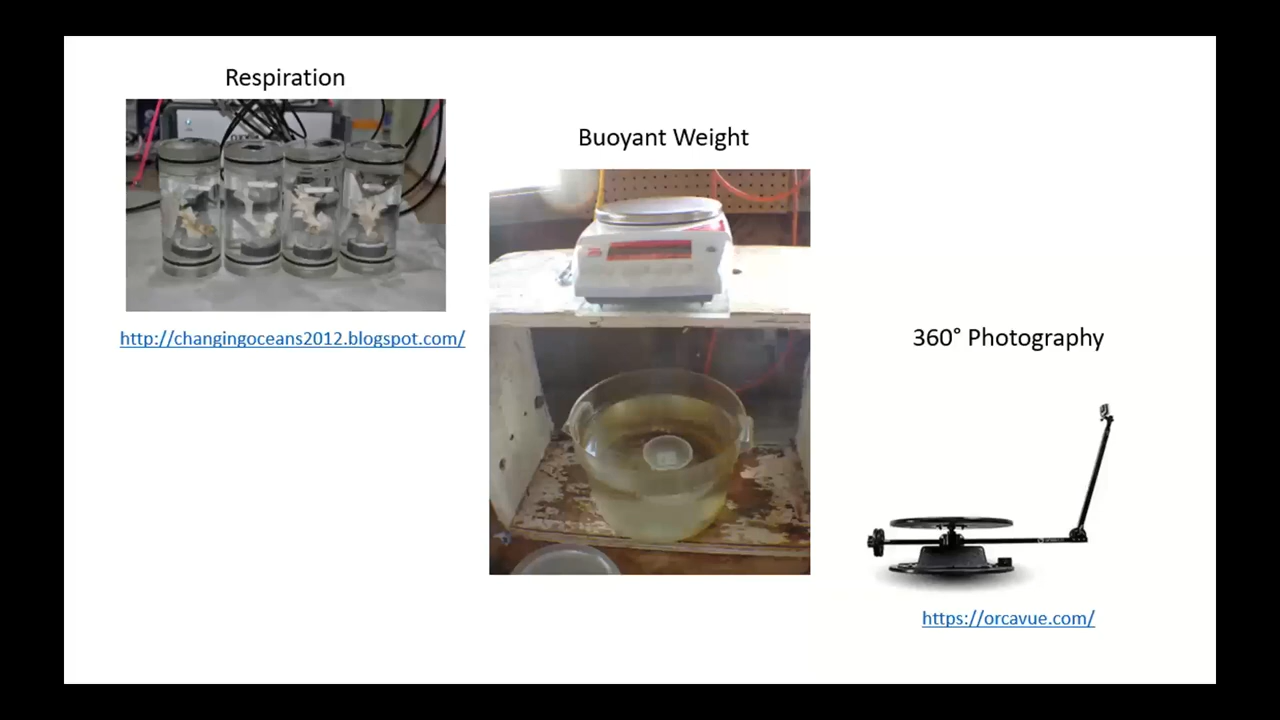 Respiration
Buoyant Weight
http://changingoceans2012.blogspot.com/
360° Photography
https://orcavue.com/